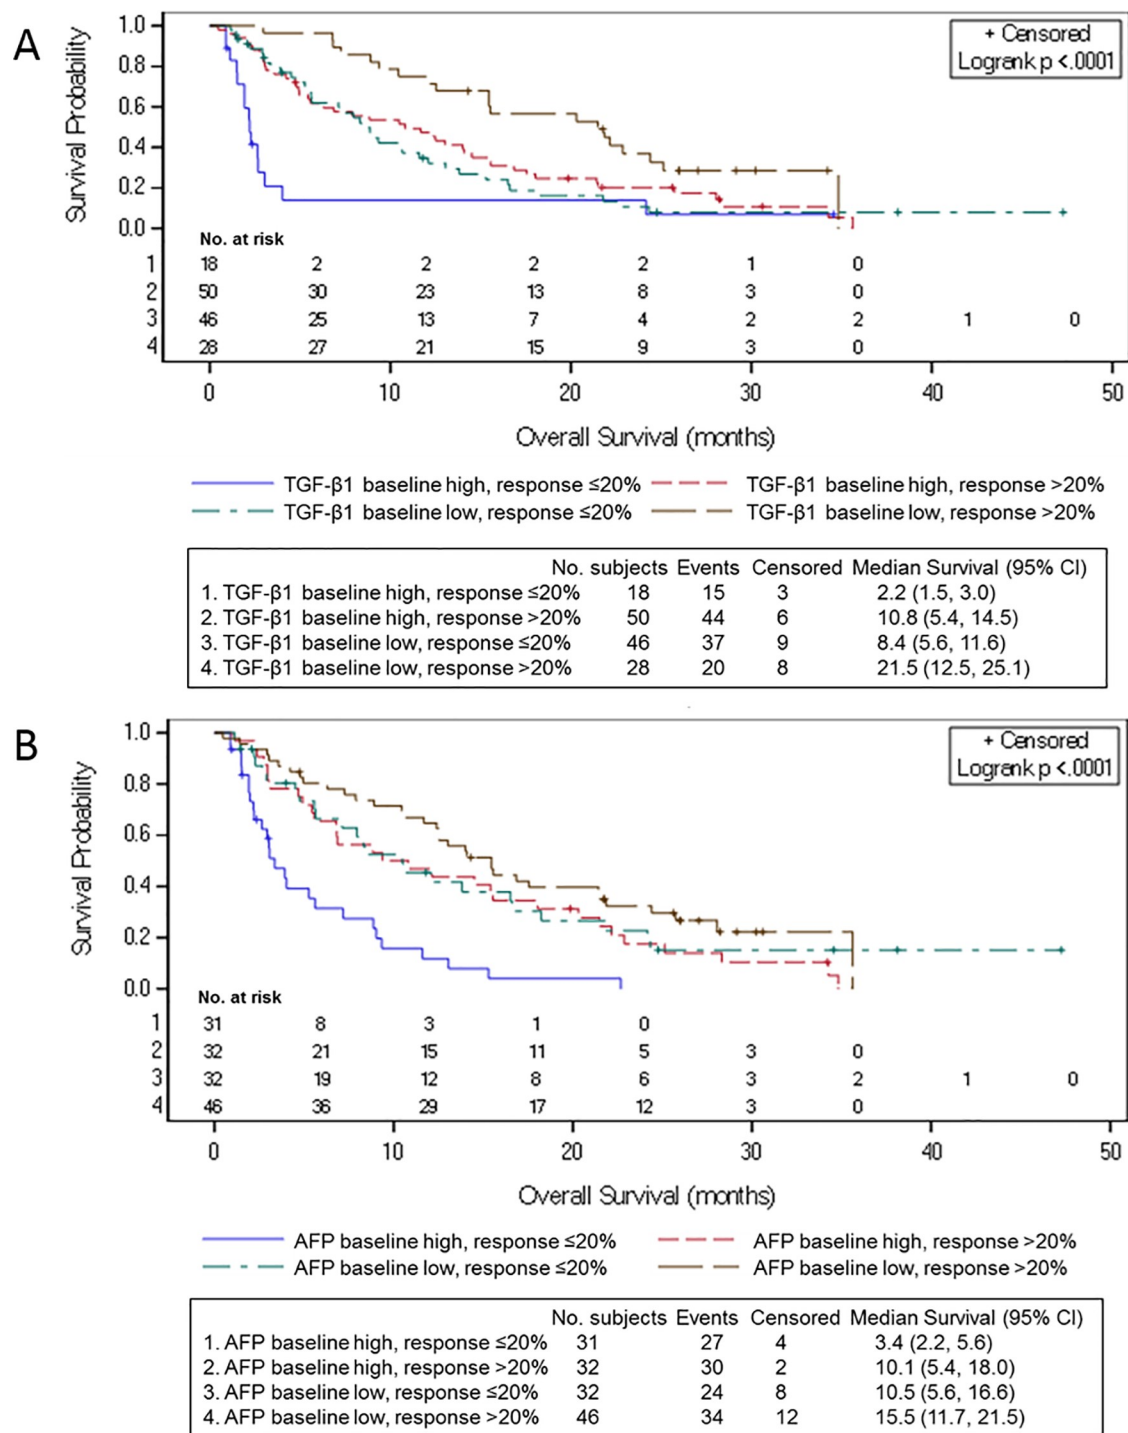 A
Survival Probability
1.0
0.8
0.6
0.4
0.2
0.0
+ Censored
Logrank p <.0001
No. at risk
1 18 2 2 2 2 1 0
2 50 30 23 13 8 3 0
3 46 25 13 7 4 2 2 1 0
4 28 27 21 15 9 3 0
0 10 20 30 40 50
Overall Survival (months)
TGF-β1 baseline high, response ≤20% TGF-β1 baseline high, response >20%
TGF-β1 baseline low, response ≤20% TGF-β1 baseline low, response >20%
No. subjects Events Censored Median Survival (95% CI)
1. TGF-β1 baseline high, response ≤20% 18 15 3 2.2 (1.5, 3.0)
2. TGF-β1 baseline high, response >20% 50 44 6 10.8 (5.4, 14.5)
3. TGF-β1 baseline low, response ≤20% 46 37 9 8.4 (5.6, 11.6)
4. TGF-β1 baseline low, response >20% 28 20 8 21.5 (12.5, 25.1)
B
Survival Probability
1.0
0.8
0.6
0.4
0.2
0.0
+ Censored
Logrank p <.0001
No. at risk
1 31 8 3 1 0
2 32 21 15 11 5 3 0
3 32 19 12 8 6 3 2 1 0
4 46 36 29 17 12 3 0
0 10 20 30 40 50
Overall Survival (months)
AFP baseline high, response ≤20% AFP baseline high, response >20%
AFP baseline low, response ≤20% AFP baseline low, response >20%
No. subjects Events Censored Median Survival (95% CI)
1. AFP baseline high, response ≤20% 31 27 4 3.4 (2.2, 5.6)
2. AFP baseline high, response >20% 32 30 2 10.1 (5.4, 18.0)
3. AFP baseline low, response ≤20% 32 24 8 10.5 (5.6, 16.6)
4. AFP baseline low, response >20% 46 34 12 15.5 (11.7, 21.5)